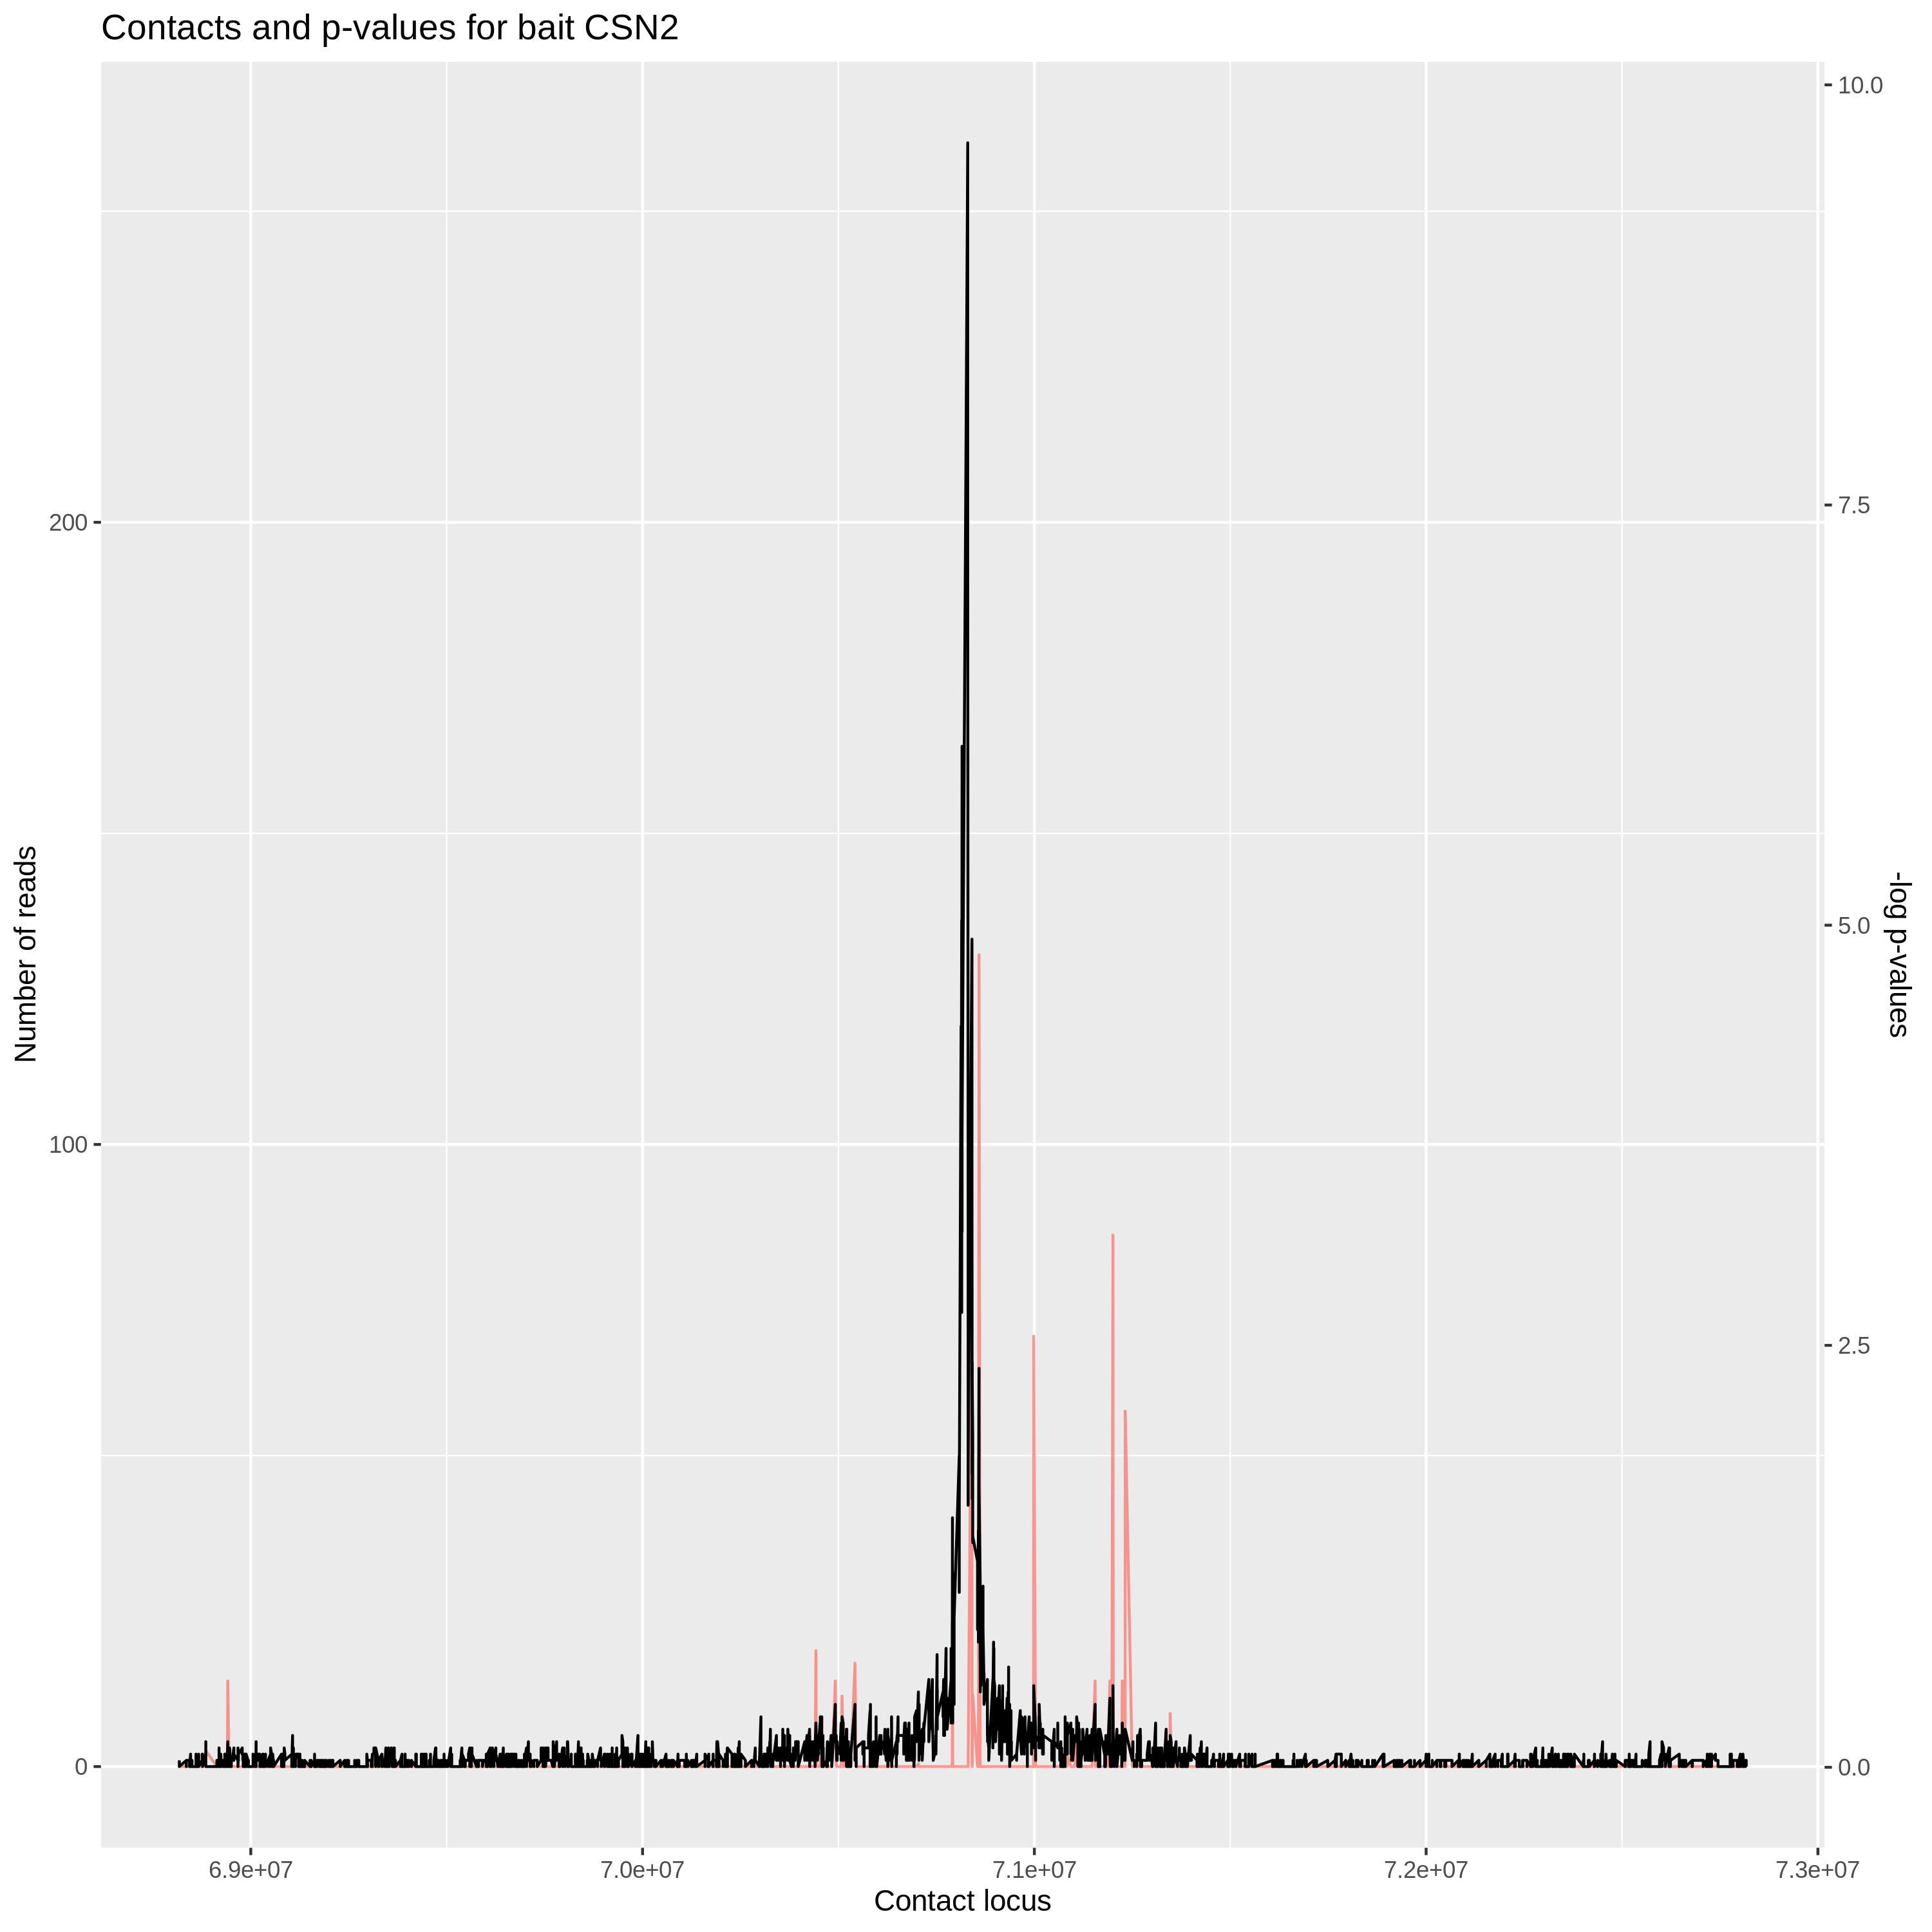 Contacts and p-values for bait CSN2
10.0
7.5
5.0
2.5
0.0
200
100
0
Number of reads
-log p-values
6.9e+07
7.0e+07
7.1e+07
7.2e+07
7.3e+07
Contact locus